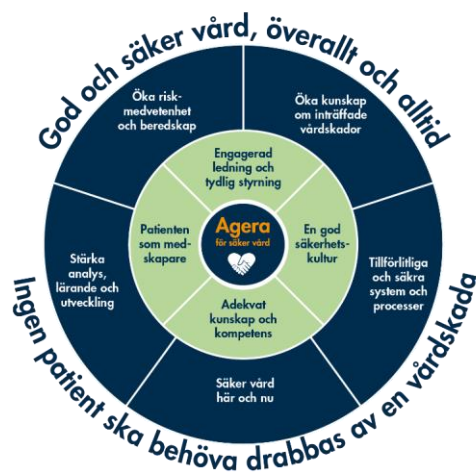 God och säker vård, överallt och alltid
Öka risk-
medvetenhet
och beredskap
Öka kunskap
om inträffade
vårdskador
Engagerad
ledning och
tydlig styrning
Patienten
som med-
skapare
Agera
för säker vård
En god
säkerhets-
kultur
Stärka
analys,
lärande och
utveckling
Tillförlitliga
och säkra
system och
processer
Adekvat
kunskap och
kompetens
Säker vård
här och nu
Ingen patient ska behöva drabbas av en vårdskada